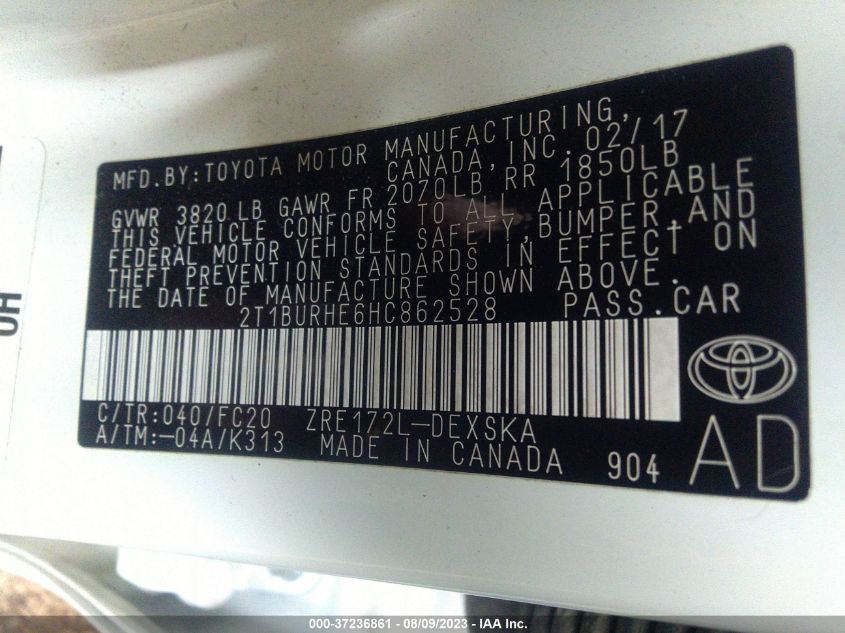 MFD.BY:TOYOTA MOTOR MANUFACTURING,
CANADA,INC. 02/17
GVWR 3820 LB GAWR FR 2070LB RR 1850LB
THIS VEHICLE CONFORMS TO ALL APPLICABLE
FEDERAL MOTOR VEHICLE SAFETY,BUMPER,AND
THEFT PREVENTION STANDARDS IN EFFECT ON
THE DATE OF MANUFACTURE SHOWN ABOVE.
2T1BURHE6HC862528 PASS.CAR
C/TR:040/FC20 ZRE172L-DEXSKA
A/TM:-04A/K313 MADE IN CANADA 904
AD
OH
000-37236861 - 08/09/2023 - IAA Inc.